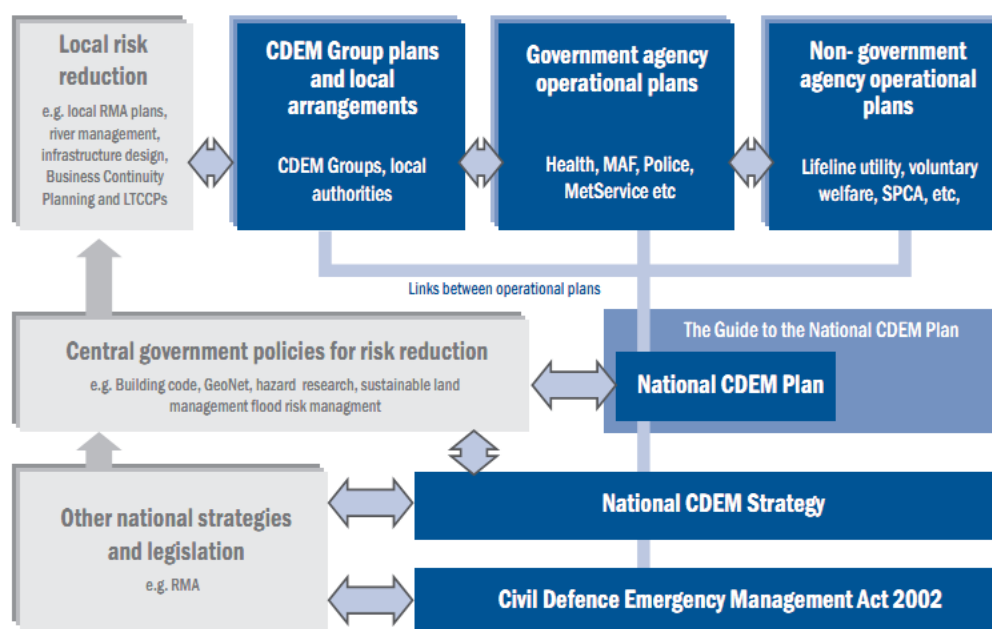 Local risk
reduction
e.g. local RMA plans,
river management,
infrastructure design,
Business Continuity
Planning and LTCCPs
CDEM Group plans
and local
arrangements
CDEM Groups, local
authorities
Government agency
operational plans
Health, MAF, Police,
MetService etc
Non- government
agency operational
plans
Lifeline utility, voluntary
welfare, SPCA, etc,
Links between operational plans
Central government policies for risk reduction
e.g. Building code, GeoNet, hazard research, sustainable land
management flood risk managment
The Guide to the National CDEM Plan
National CDEM Plan
Other national strategies
and legislation
e.g. RMA
National CDEM Strategy
Civil Defence Emergency Management Act 2002